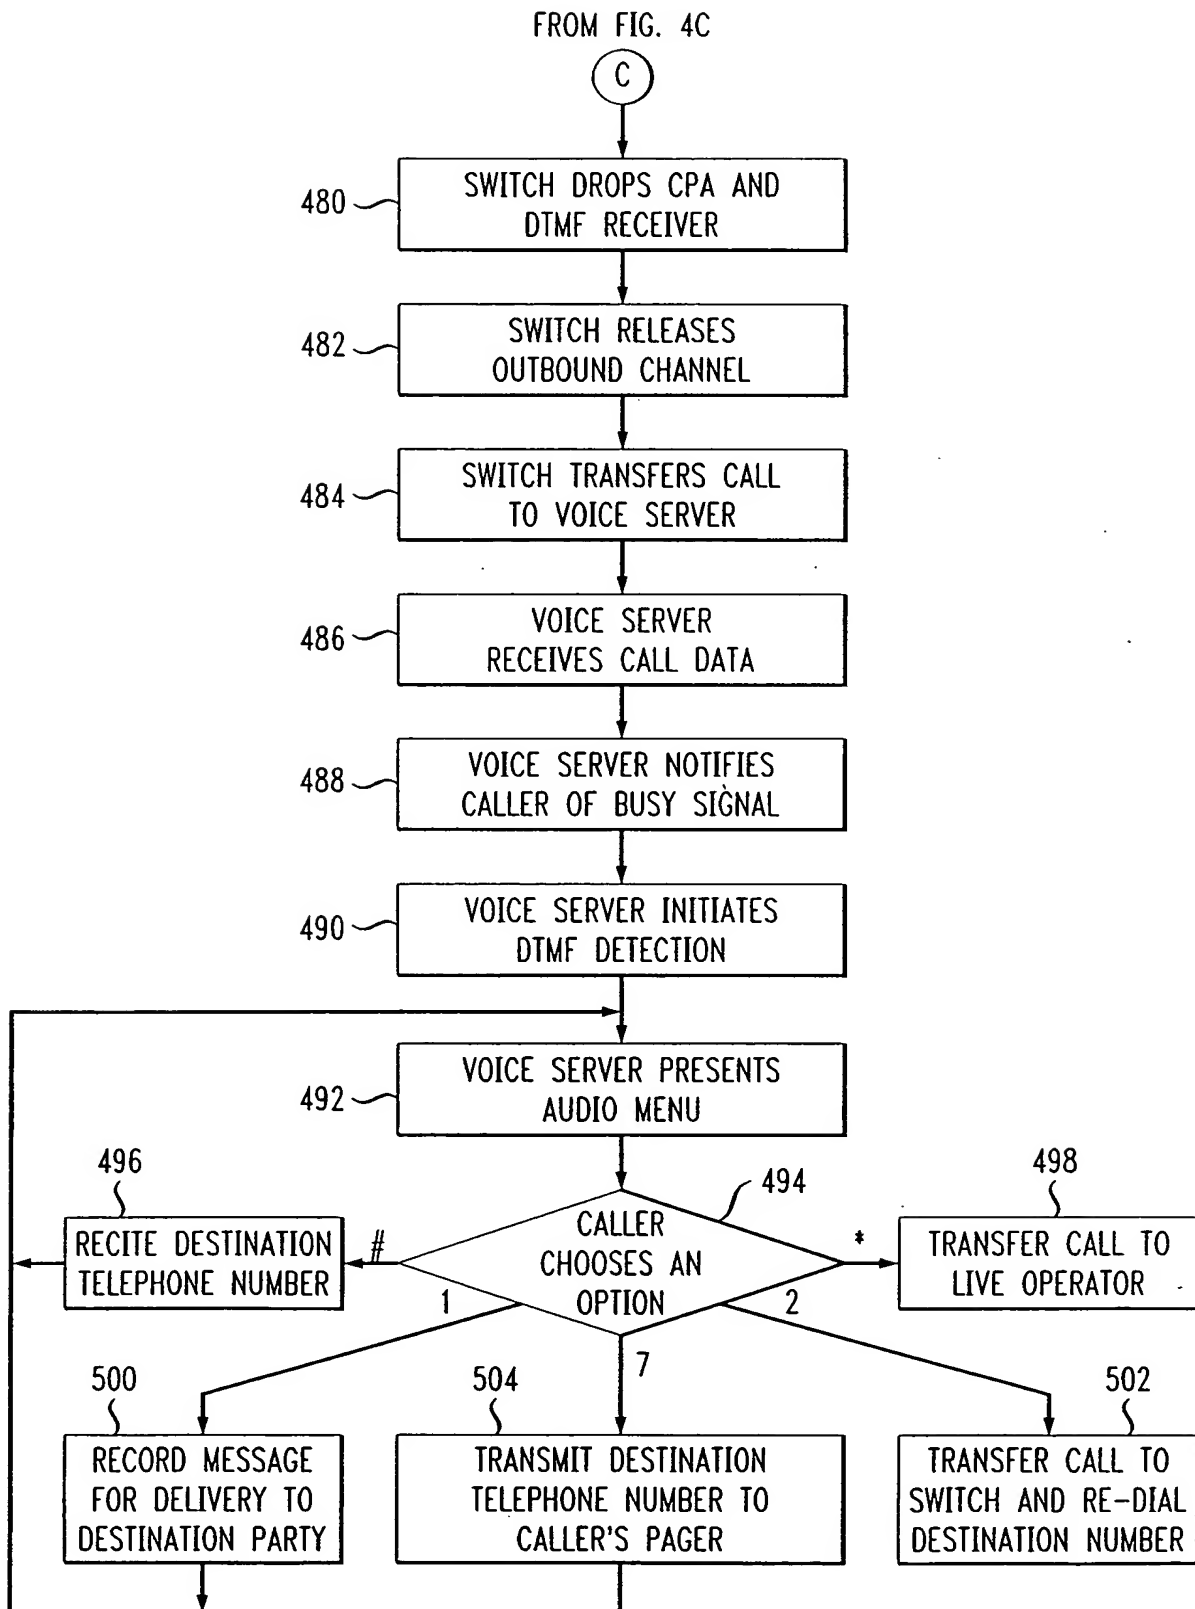 FROM FIG. 4C
C
480
SWITCH DROPS CPA AND
DTMF RECEIVER
482
SWITCH RELEASES
OUTBOUND CHANNEL
484
SWITCH TRANSFERS CALL
TO VOICE SERVER
486
VOICE SERVER
RECEIVES CALL DATA
488
VOICE SERVER NOTIFIES
CALLER OF BUSY SIGNAL
490
VOICE SERVER INITIATES
DTMF DETECTION
492
VOICE SERVER PRESENTS
AUDIO MENU
494
CALLER
CHOOSES AN
OPTION
496
RECITE DESTINATION
TELEPHONE NUMBER
#
*
498
TRANSFER CALL TO
LIVE OPERATOR
1
7
2
500
RECORD MESSAGE
FOR DELIVERY TO
DESTINATION PARTY
504
TRANSMIT DESTINATION
TELEPHONE NUMBER TO
CALLER'S PAGER
502
TRANSFER CALL TO
SWITCH AND RE-DIAL
DESTINATION NUMBER